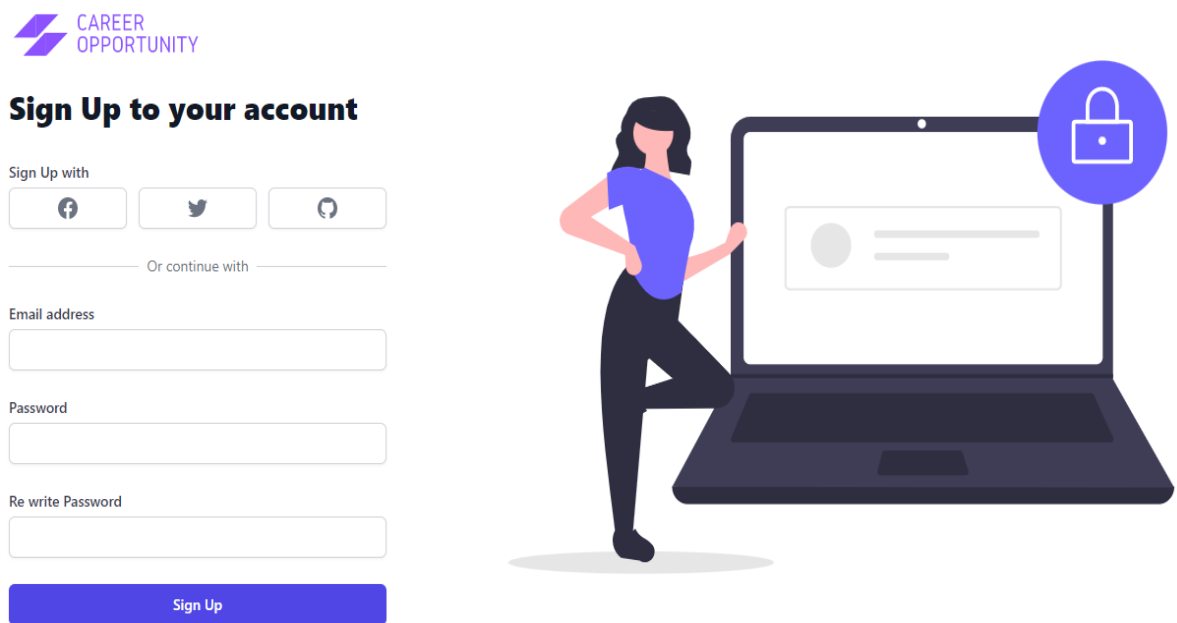 CAREER
OPPORTUNITY
Sign Up to your account
Sign Up with
Or continue with
Email address
Password
Re write Password
Sign Up